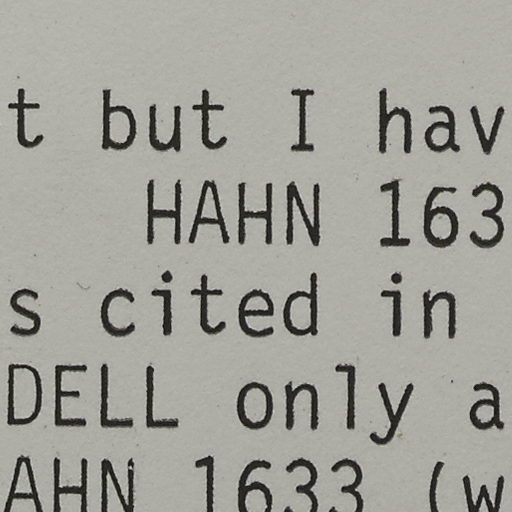 t but I hav
HAHN 163
s cited in
DELL only a
AHN 1633 (w